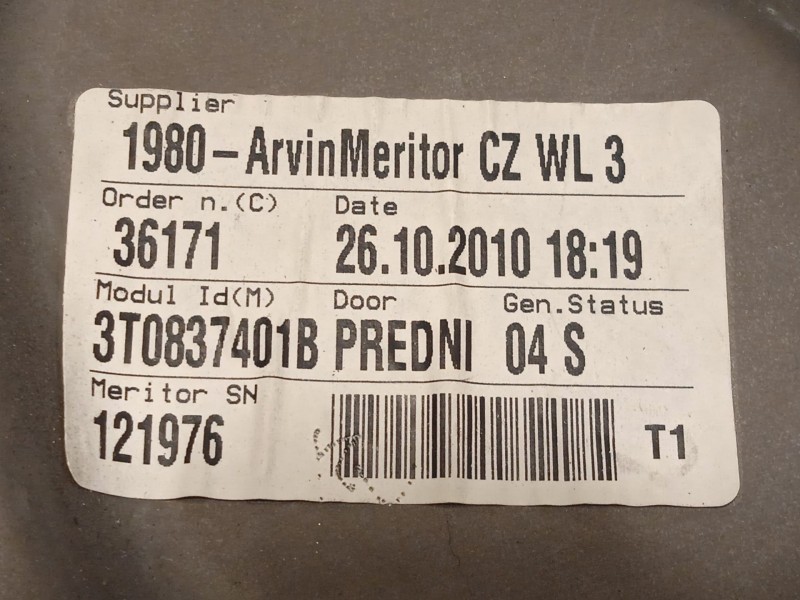 Supplier
1980-ArvinMeritor CZ WL 3
Order n.(C) Date
36171 26.10.2010 18:19
Modul Id(M) Door Gen.Status
3T0837401B PREDNI 04 S
Meritor SN
121976 T1